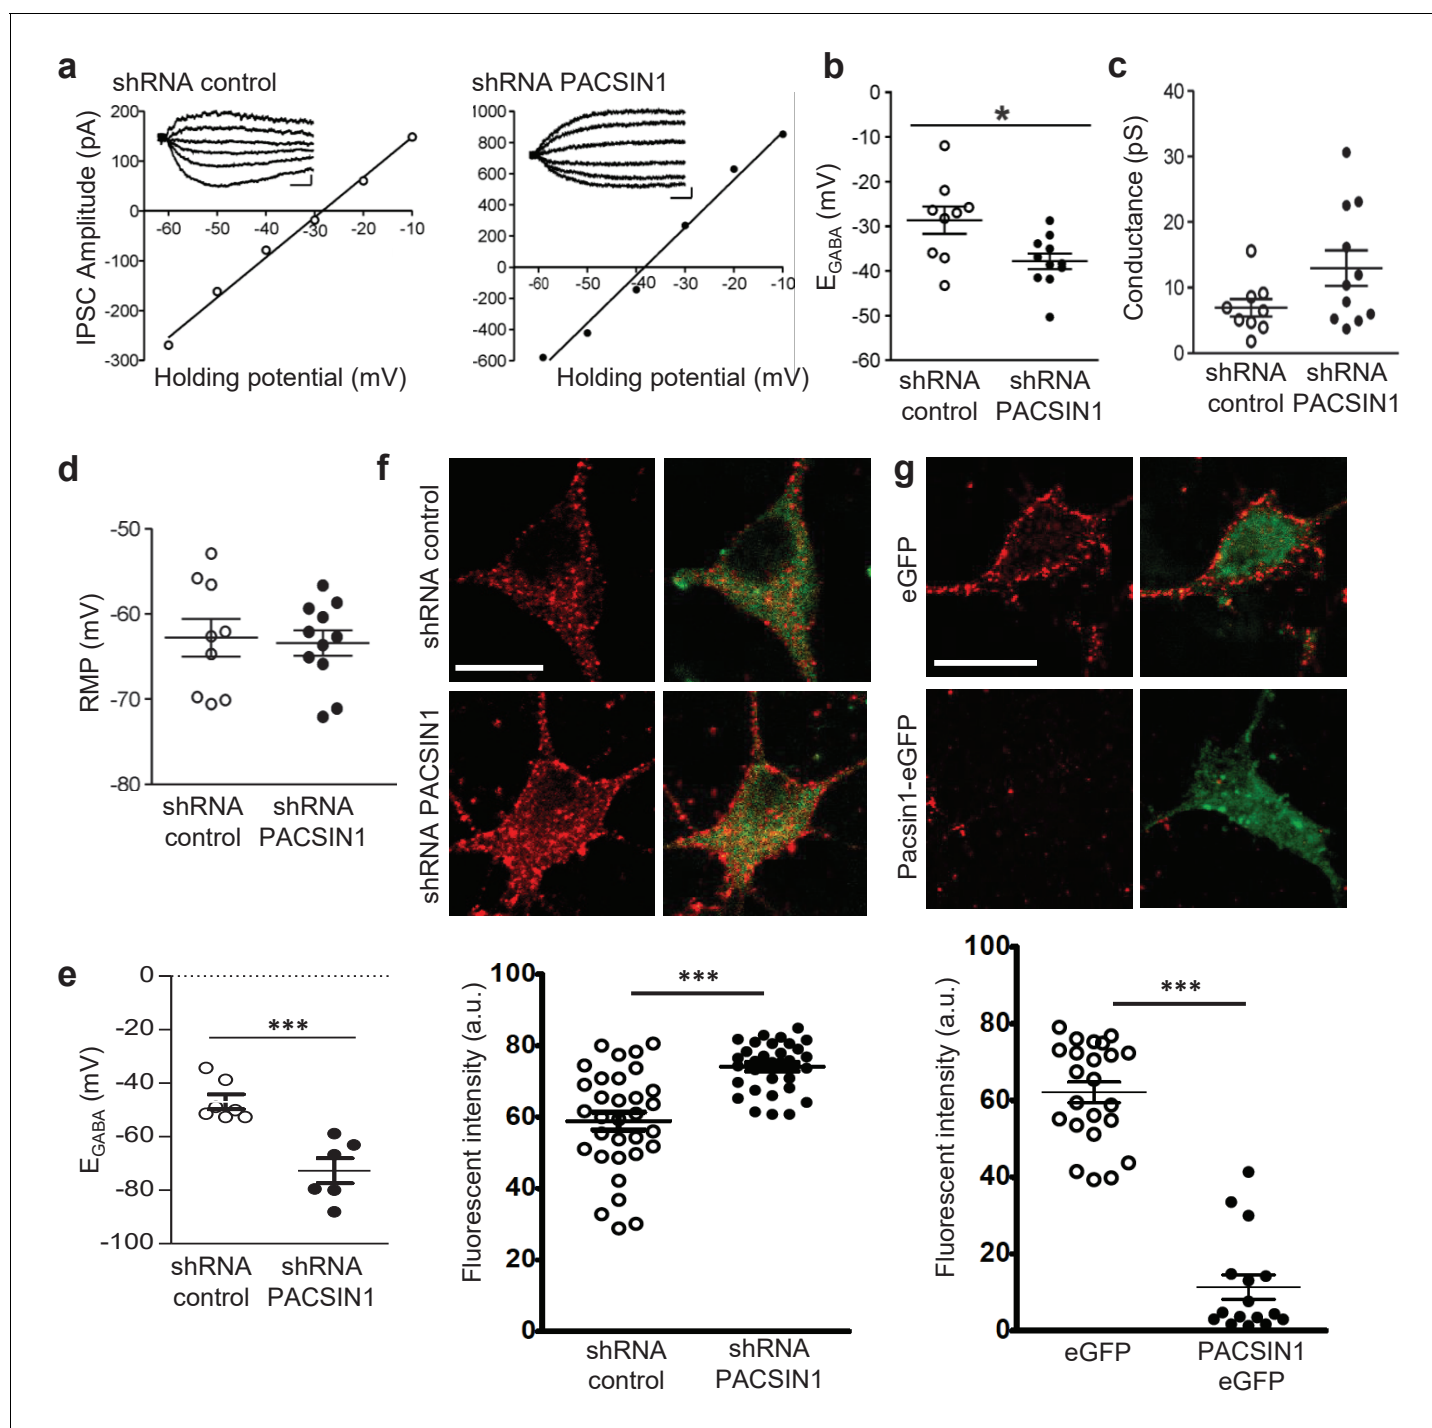 a
shRNA control
IPSC Amplitude (pA)
200
100
0
-100
-200
-300
-60
-50
-40
-30
-20
-10
Holding potential (mV)
shRNA PACSIN1
1000
800
600
400
200
0
-200
-400
-600
-60
-50
-40
-30
-20
-10
Holding potential (mV)
b
*
E_GABA (mV)
0
-10
-20
-30
-40
-50
-60
shRNA
control
shRNA
PACSIN1
c
Conductance (pS)
40
30
20
10
0
shRNA
control
shRNA
PACSIN1
d
RMP (mV)
-50
-60
-70
-80
shRNA
control
shRNA
PACSIN1
e
E_GABA (mV)
0
-20
-40
-60
-80
-100
***
shRNA
control
shRNA
PACSIN1
f
shRNA control
shRNA PACSIN1
Fluorescent intensity (a.u.)
100
80
60
40
20
0
***
shRNA
control
shRNA
PACSIN1
g
eGFP
Pacsin1-eGFP
Fluorescent intensity (a.u.)
100
80
60
40
20
0
***
eGFP
PACSIN1
eGFP